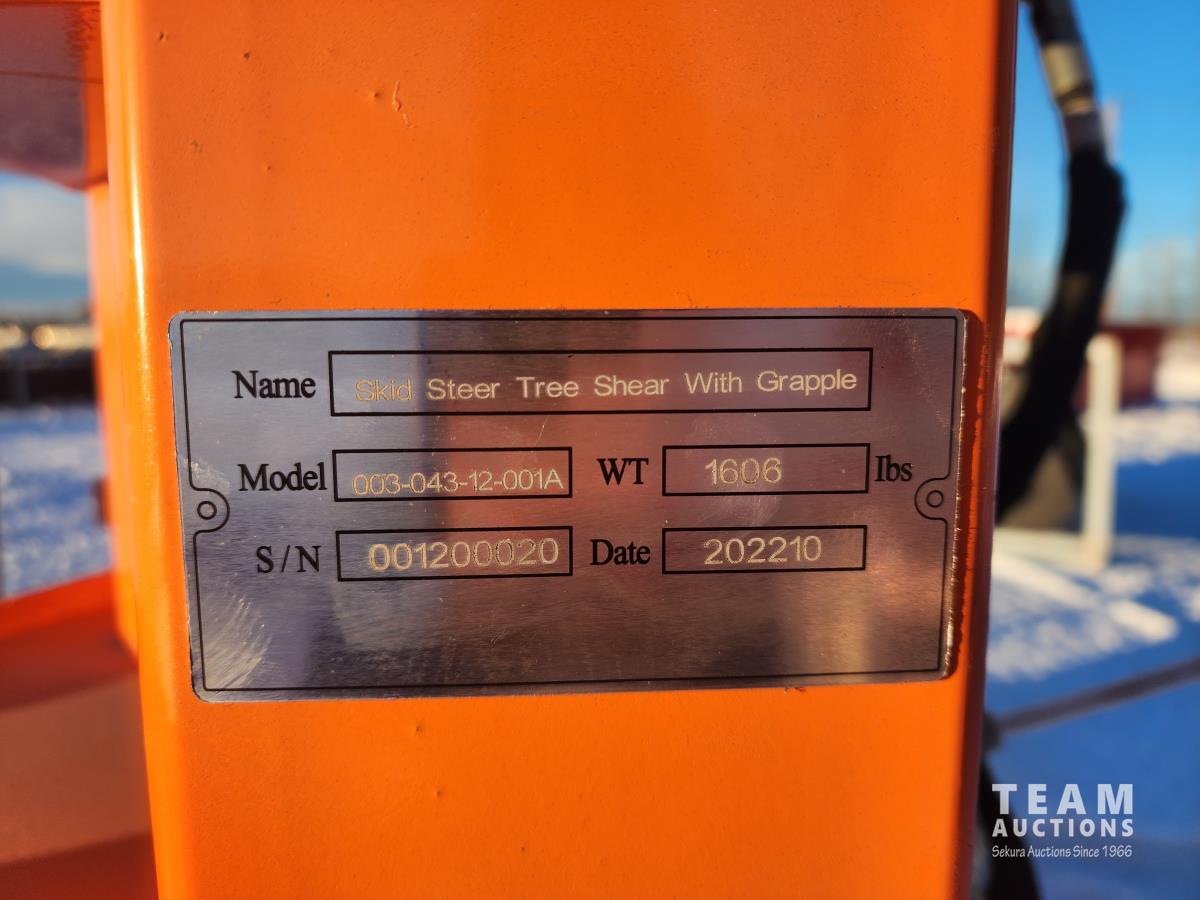 Name Skid Steer Tree Shear With Grapple
Model 003-043-12-001A WT 1606 Ibs
S/N 001200020 Date 202210
TEAM
AUCTIONS
Sekura Auctions Since 1966